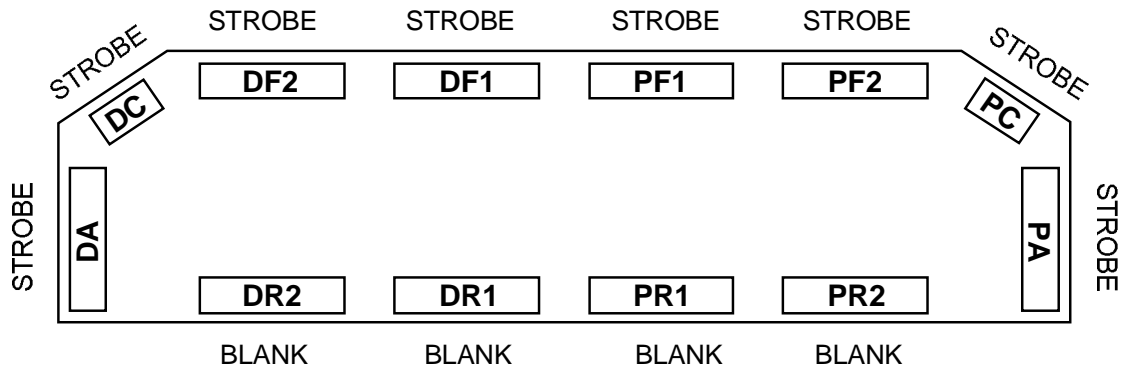 STROBE STROBE STROBE STROBE
STROBE STROBE
DF2 DF1 PF1 PF2
DC PC
STROBE STROBE
DA PA
DR2 DR1 PR1 PR2
BLANK BLANK BLANK BLANK